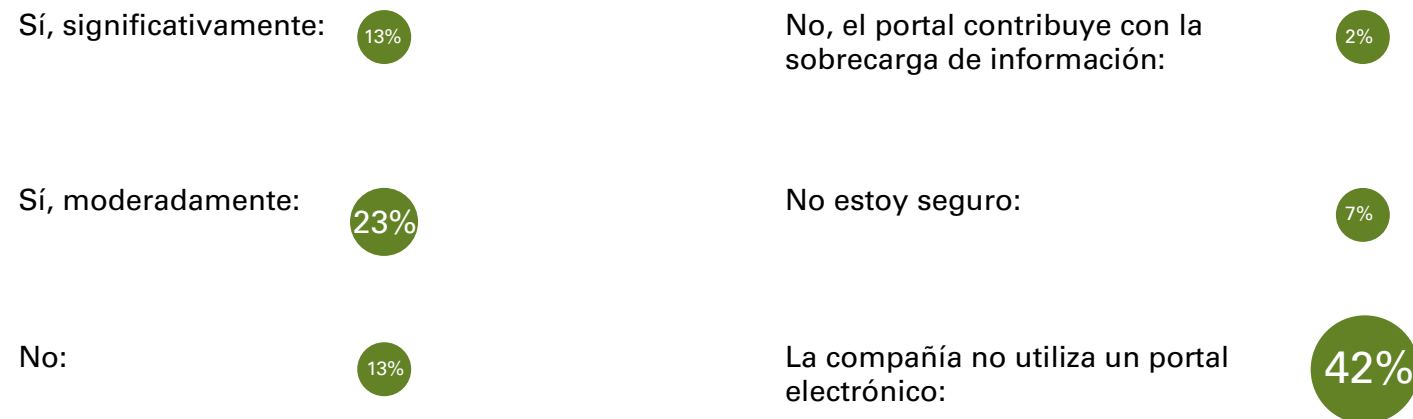 Sí, significativamente:
13%
Sí, moderadamente:
23%
No:
13%
No, el portal contribuye con la
sobrecarga de información:
2%
No estoy seguro:
7%
La compañía no utiliza un portal
electrónico:
42%